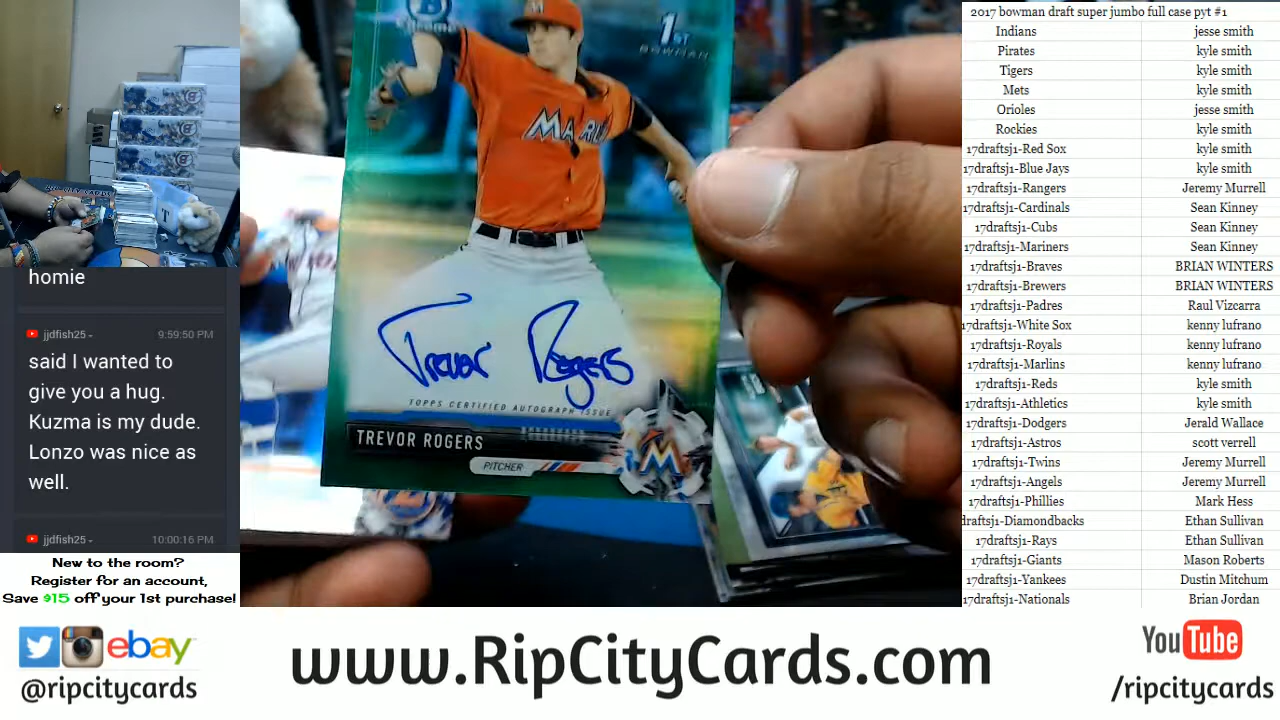 homie
jjdfish25 -
9:59:50 PM
said I wanted to
give you a hug.
Kuzma is my dude.
Lonzo was nice as
well.
jjdfish25 -
10:00:16 PM
New to the room?
Register for an account,
Save $15 off your 1st purchase!
1ST
BOWMAN
Trevor Rogers
TOPPS CERTIFIED AUTOGRAPH ISSUE
TREVOR ROGERS
PITCHER
M
2017 bowman draft super jumbo full case pyt #1
Indians jesse smith
Pirates kyle smith
Tigers kyle smith
Mets kyle smith
Orioles jesse smith
Rockies kyle smith
17draftsj1-Red Sox kyle smith
17draftsj1-Blue Jays kyle smith
17draftsj1-Rangers Jeremy Murrell
17draftsj1-Cardinals Sean Kinney
17draftsj1-Cubs Sean Kinney
17draftsj1-Mariners Sean Kinney
17draftsj1-Braves BRIAN WINTERS
17draftsj1-Brewers BRIAN WINTERS
17draftsj1-Padres Raul Vizcarra
17draftsj1-White Sox kenny lufrano
17draftsj1-Royals kenny lufrano
17draftsj1-Marlins kenny lufrano
17draftsj1-Reds kyle smith
17draftsj1-Athletics kyle smith
17draftsj1-Dodgers Jerald Wallace
17draftsj1-Astros scott verrell
17draftsj1-Twins Jeremy Murrell
17draftsj1-Angels Jeremy Murrell
17draftsj1-Phillies Mark Hess
draftsj1-Diamondbacks Ethan Sullivan
17draftsj1-Rays Ethan Sullivan
17draftsj1-Giants Mason Roberts
17draftsj1-Yankees Dustin Mitchum
17draftsj1-Nationals Brian Jordan
ebay
@ripcitycards
www.RipCityCards.com
YouTube
/ripcitycards